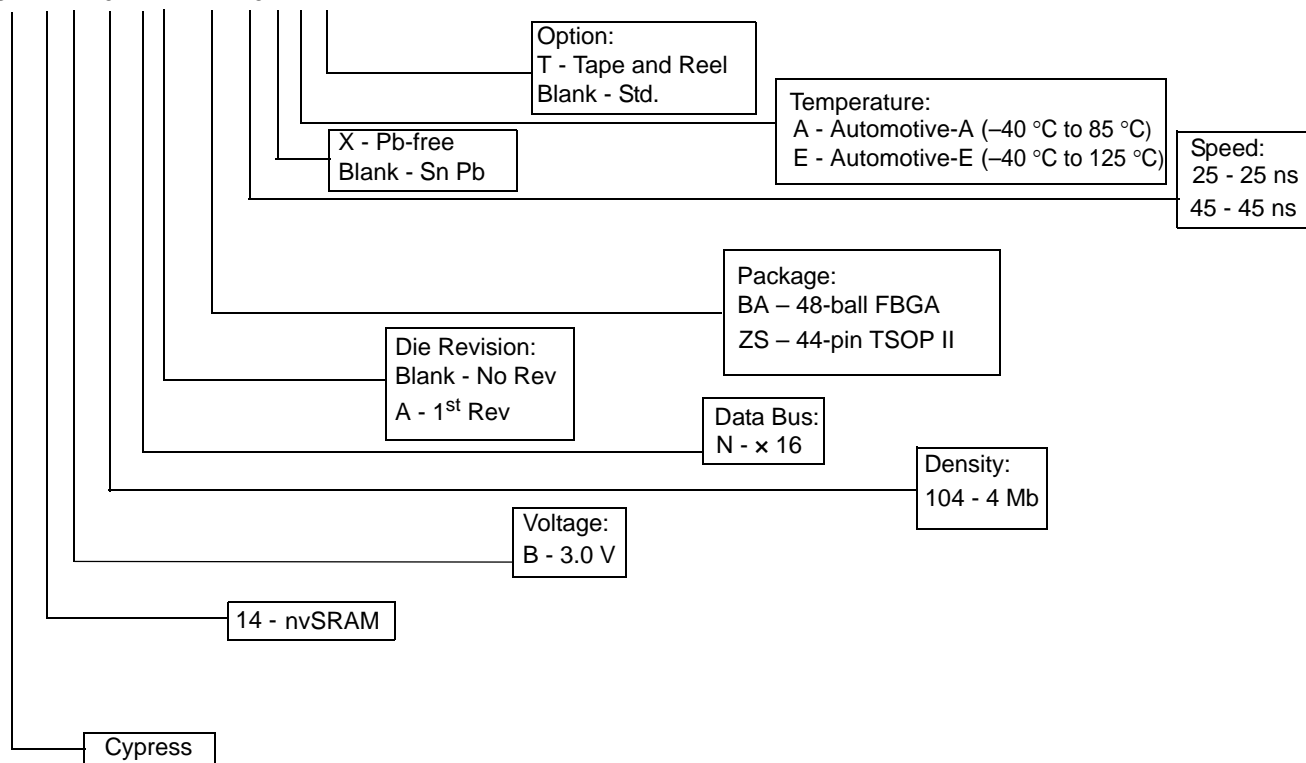 Option:
T - Tape and Reel
Blank - Std.
Temperature:
A - Automotive-A (–40 °C to 85 °C)
E - Automotive-E (–40 °C to 125 °C)
X - Pb-free
Blank - Sn Pb
Speed:
25 - 25 ns
45 - 45 ns
Package:
BA – 48-ball FBGA
ZS – 44-pin TSOP II
Die Revision:
Blank - No Rev
A - 1st Rev
Data Bus:
N - × 16
Density:
104 - 4 Mb
Voltage:
B - 3.0 V
14 - nvSRAM
Cypress